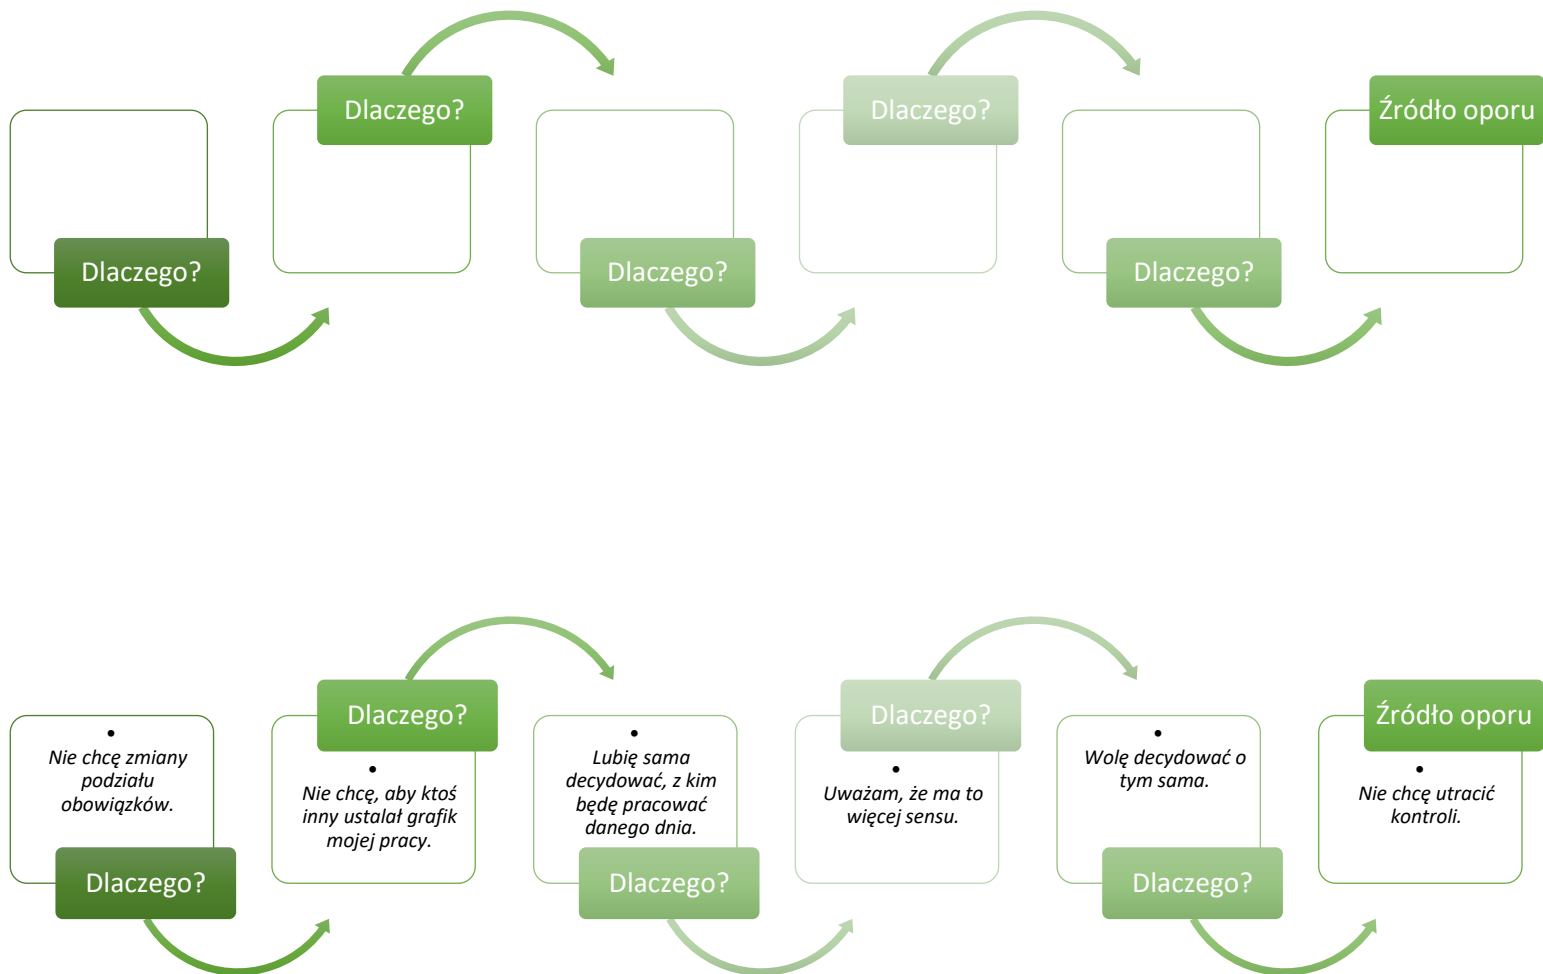 Dlaczego?
Dlaczego?
Dlaczego?
Dlaczego?
Dlaczego?
Źródło oporu
• Nie chcę zmiany
podziału
obowiązków.
Dlaczego?
Dlaczego?
• Nie chcę, aby ktoś
inny ustalał grafik
mojej pracy.
• Lubię sama
decydować, z kim
będę pracować
danego dnia.
Dlaczego?
Dlaczego?
• Uważam, że ma to
więcej sensu.
• Wolę decydować o
tym sama.
Dlaczego?
Źródło oporu
• Nie chcę utracić
kontroli.